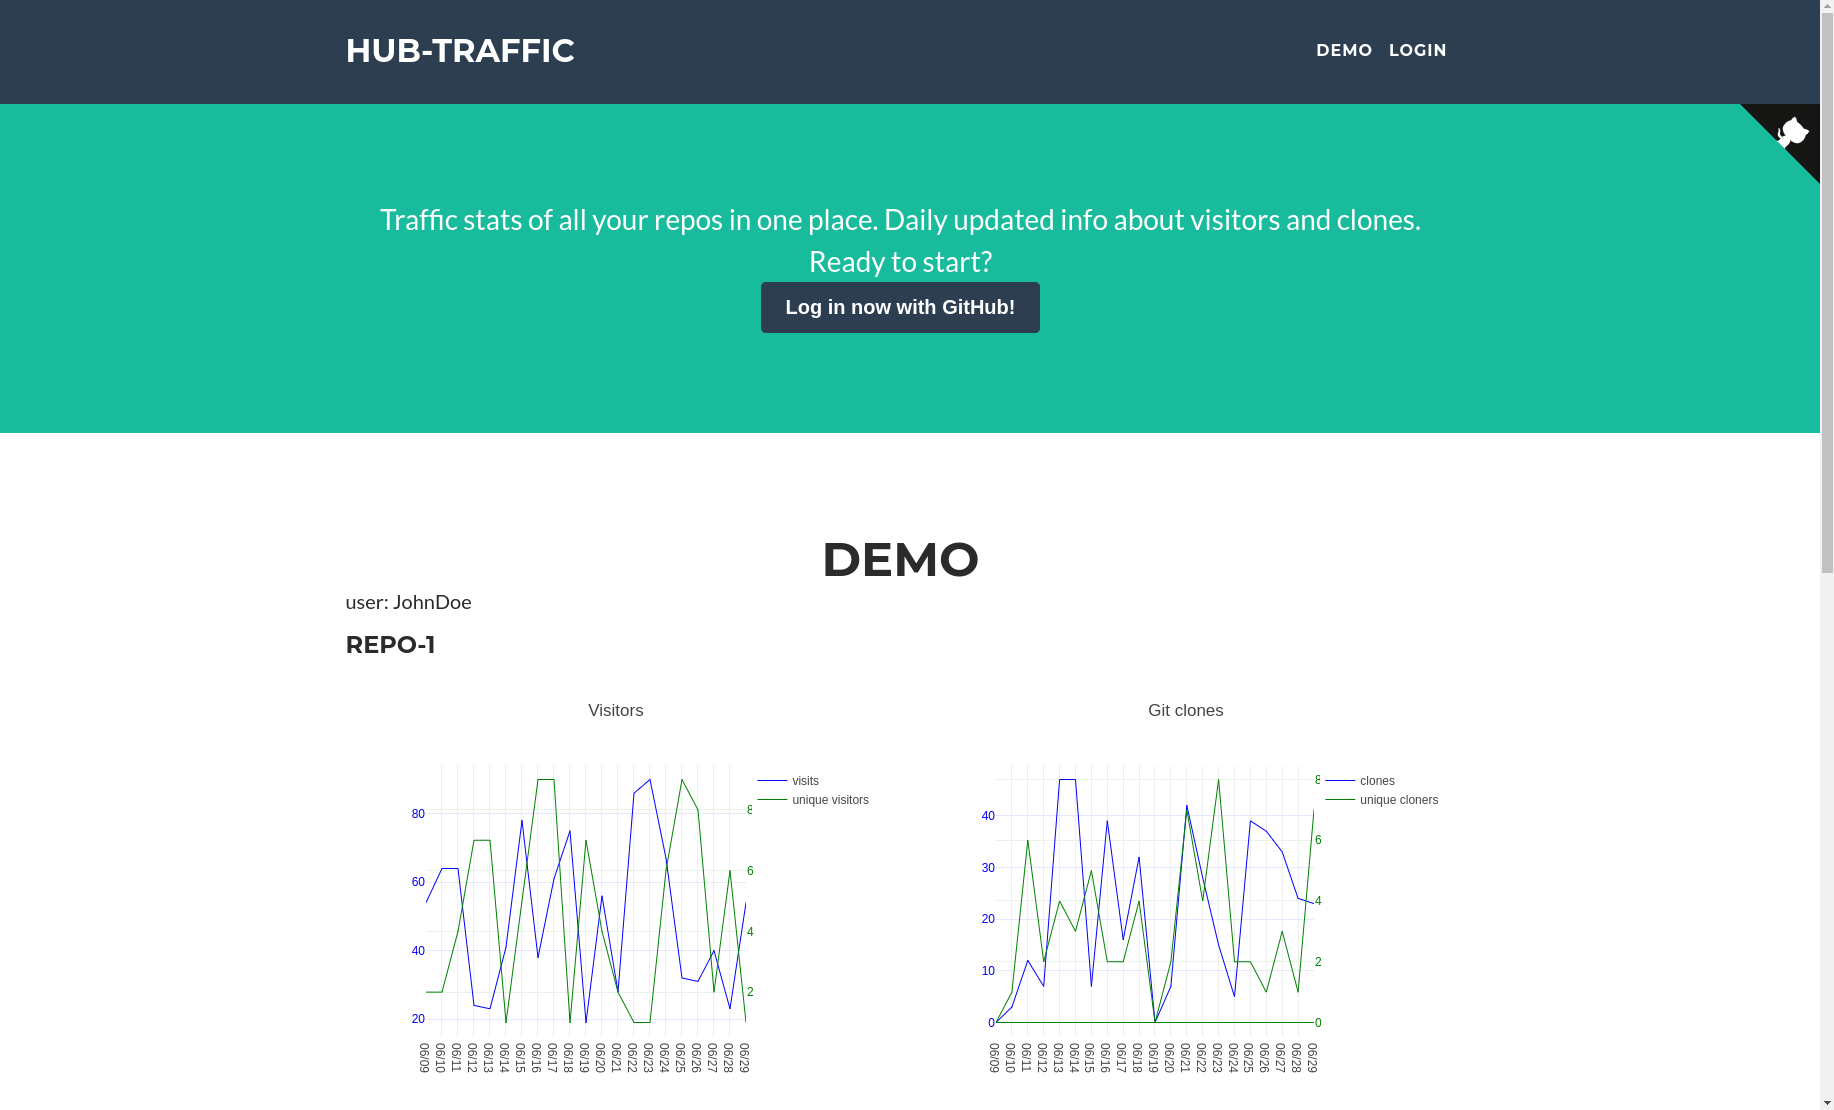 HUB-TRAFFIC
DEMO LOGIN
Traffic stats of all your repos in one place. Daily updated info about visitors and clones.
Ready to start?
Log in now with GitHub!
DEMO
user: JohnDoe
REPO-1
Visitors
visits
unique visitors
80
60
40
20
8
6
4
2
06/09 06/10 06/11 06/12 06/13 06/14 06/15 06/16 06/17 06/18 06/19 06/20 06/21 06/22 06/23 06/24 06/25 06/26 06/27 06/28 06/29
Git clones
clones
unique cloners
40
30
20
10
0
8
6
4
2
0
06/09 06/10 06/11 06/12 06/13 06/14 06/15 06/16 06/17 06/18 06/19 06/20 06/21 06/22 06/23 06/24 06/25 06/26 06/27 06/28 06/29